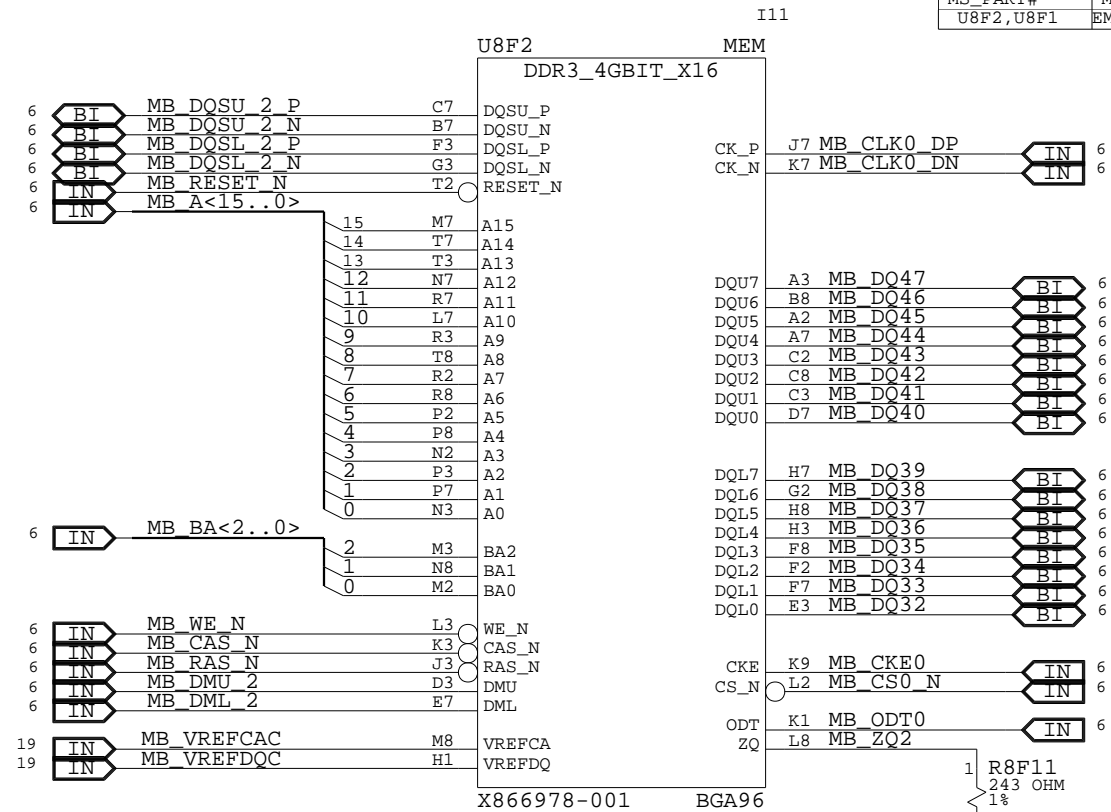 I11
MS_PART#
U8F2,U8F1 EM
U8F2 MEM
DDR3_4GBIT_X16
6 BI MB_DQSU_2_P C7 DQSU_P
6 BI MB_DQSU_2_N B7 DQSU_N
6 BI MB_DQSL_2_P F3 DQSL_P
6 BI MB_DQSL_2_N G3 DQSL_N
6 IN MB_RESET_N T2 RESET_N
6 IN MB_A<15..0>
CK_P J7 MB_CLK0_DP IN 6
CK_N K7 MB_CLK0_DN IN 6
15 M7 A15
14 T7 A14
13 T3 A13
12 N7 A12
11 R7 A11
10 L7 A10
9 R3 A9
8 T8 A8
7 R2 A7
6 R8 A6
5 P2 A5
4 P8 A4
3 N2 A3
2 P3 A2
1 P7 A1
0 N3 A0
DQU7 A3 MB_DQ47 BI 6
DQU6 B8 MB_DQ46 BI 6
DQU5 A2 MB_DQ45 BI 6
DQU4 A7 MB_DQ44 BI 6
DQU3 C2 MB_DQ43 BI 6
DQU2 C8 MB_DQ42 BI 6
DQU1 C3 MB_DQ41 BI 6
DQU0 D7 MB_DQ40 BI 6
DQL7 H7 MB_DQ39 BI 6
DQL6 G2 MB_DQ38 BI 6
DQL5 H8 MB_DQ37 BI 6
DQL4 H3 MB_DQ36 BI 6
DQL3 F8 MB_DQ35 BI 6
DQL2 F2 MB_DQ34 BI 6
DQL1 F7 MB_DQ33 BI 6
DQL0 E3 MB_DQ32 BI 6
6 IN MB_BA<2..0>
2 M3 BA2
1 N8 BA1
0 M2 BA0
6 IN MB_WE_N L3 WE_N
6 IN MB_CAS_N K3 CAS_N
6 IN MB_RAS_N J3 RAS_N
6 IN MB_DMU_2 D3 DMU
6 IN MB_DML_2 E7 DML
CKE K9 MB_CKE0 IN 6
CS_N L2 MB_CS0_N IN 6
ODT K1 MB_ODT0 IN 6
ZQ L8 MB_ZQ2
19 IN MB_VREFCAC M8 VREFCA
19 IN MB_VREFDQC H1 VREFDQ
1 R8F11
243 OHM
1%
X866978-001 BGA96